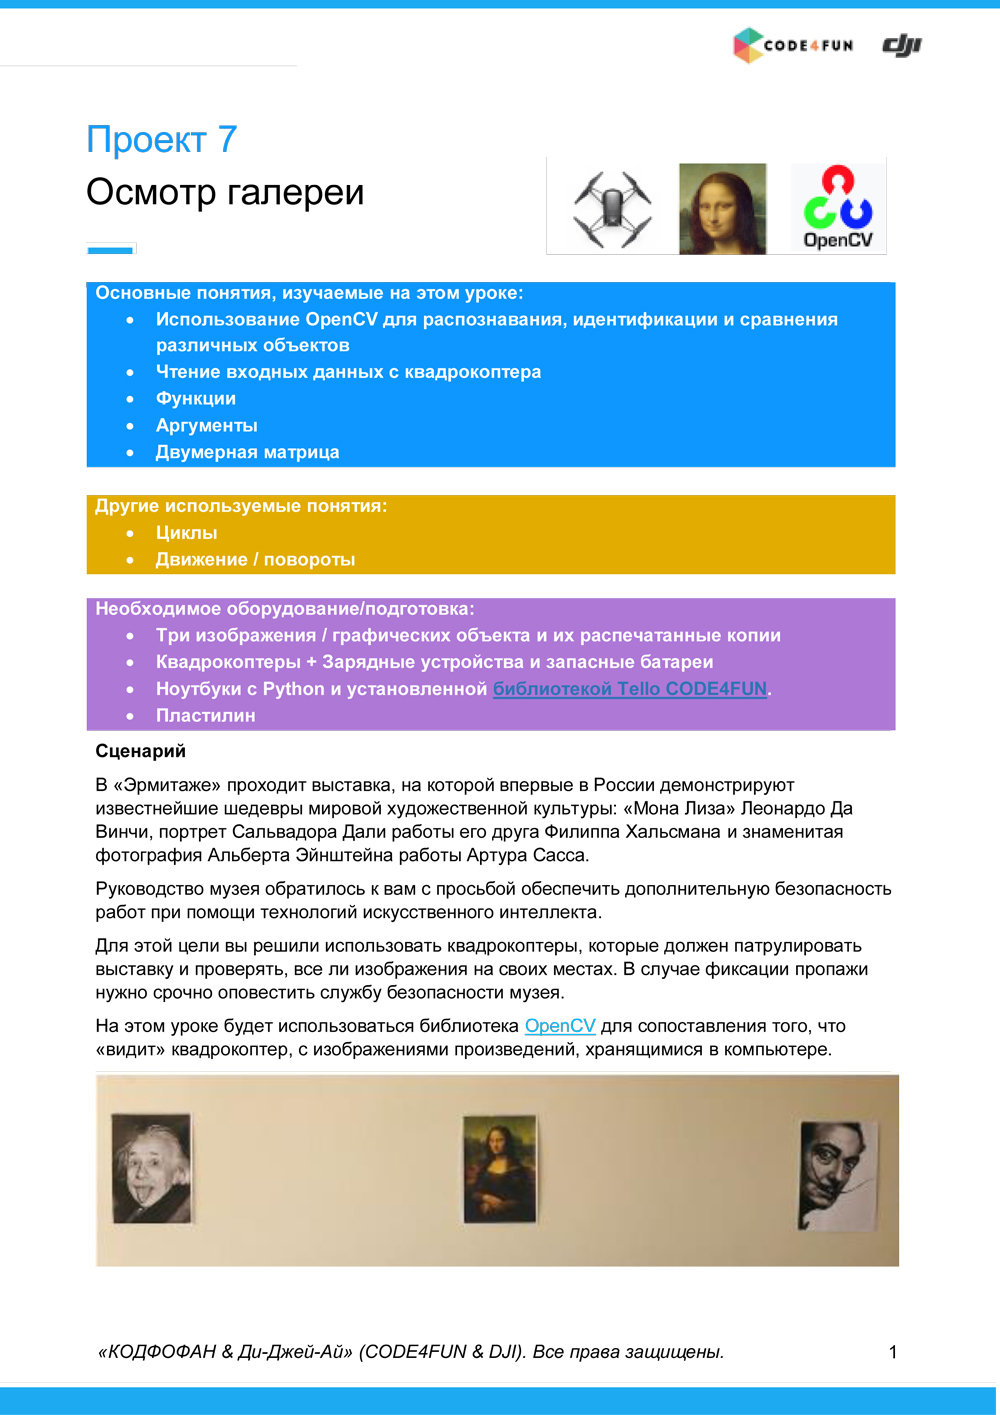 CODE4FUN dji
Проект 7
Осмотр галереи
OpenCV
Основные понятия, изучаемые на этом уроке:
• Использование OpenCV для распознавания, идентификации и сравнения
различных объектов
• Чтение входных данных с квадрокоптера
• Функции
• Аргументы
• Двумерная матрица
Другие используемые понятия:
• Циклы
• Движение / повороты
Необходимое оборудование/подготовка:
• Три изображения / графических объекта и их распечатанные копии
• Квадрокоптеры + Зарядные устройства и запасные батареи
• Ноутбуки с Python и установленной библиотекой Tello CODE4FUN.
• Пластилин
Сценарий
В «Эрмитаже» проходит выставка, на которой впервые в России демонстрируют
известнейшие шедевры мировой художественной культуры: «Мона Лиза» Леонардо Да
Винчи, портрет Сальвадора Дали работы его друга Филиппа Хальсмана и знаменитая
фотография Альберта Эйнштейна работы Артура Сасса.
Руководство музея обратилось к вам с просьбой обеспечить дополнительную безопасность
работ при помощи технологий искусственного интеллекта.
Для этой цели вы решили использовать квадрокоптеры, которые должен патрулировать
выставку и проверять, все ли изображения на своих местах. В случае фиксации пропажи
нужно срочно оповестить службу безопасности музея.
На этом уроке будет использоваться библиотека OpenCV для сопоставления того, что
«видит» квадрокоптер, с изображениями произведений, хранящимися в компьютере.
«КОДФОФАН & Ди-Джей-Ай» (CODE4FUN & DJI). Все права защищены. 1